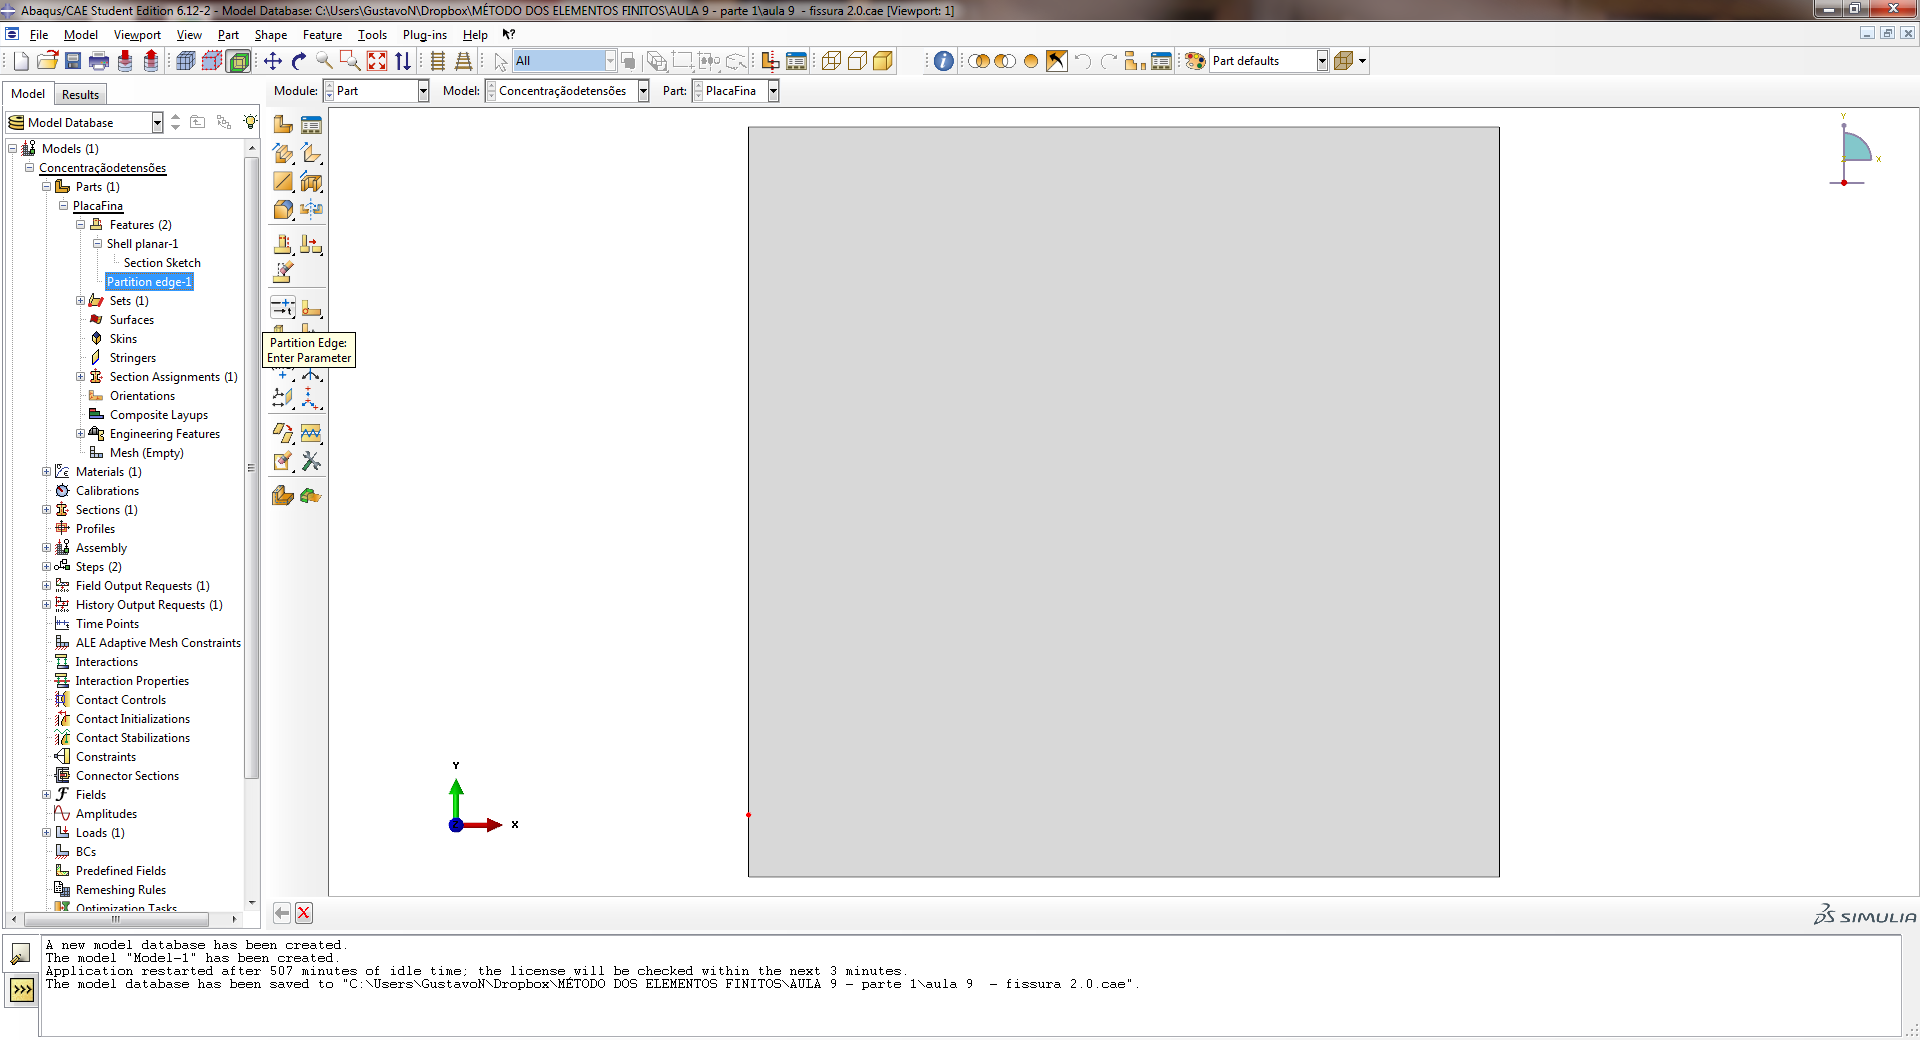 Abaqus/CAE Student Edition 6.12-2 - Model Database: C:\Users\GustavoN\Dropbox\MÉTODO DOS ELEMENTOS FINITOS\AULA 9 - parte 1\aula 9  - fissura 2.0.cae [Viewport: 1]
File Model Viewport View Part Shape Feature Tools Plug-ins Help
All
Part defaults
Model Results
Module: Part Model: Concentraçãodetensões Part: PlacaFina
Model Database
Models (1)
Concentraçãodetensões
Parts (1)
PlacaFina
Features (2)
Shell planar-1
Section Sketch
Partition edge-1
Sets (1)
Surfaces
Skins
Stringers
Section Assignments (1)
Orientations
Composite Layups
Engineering Features
Mesh (Empty)
Materials (1)
Calibrations
Sections (1)
Profiles
Assembly
Steps (2)
Field Output Requests (1)
History Output Requests (1)
Time Points
ALE Adaptive Mesh Constraints
Interactions
Interaction Properties
Contact Controls
Contact Initializations
Contact Stabilizations
Constraints
Connector Sections
Fields
Amplitudes
Loads (1)
BCs
Predefined Fields
Remeshing Rules
Optimization Tasks
Partition Edge:
Enter Parameter
Y
X
Y
X
SIMULIA
A new model database has been created.
The model "Model-1" has been created.
Application restarted after 507 minutes of idle time; the license will be checked within the next 3 minutes.
The model database has been saved to "C:\Users\GustavoN\Dropbox\MÉTODO DOS ELEMENTOS FINITOS\AULA 9 - parte 1\aula 9  - fissura 2.0.cae".